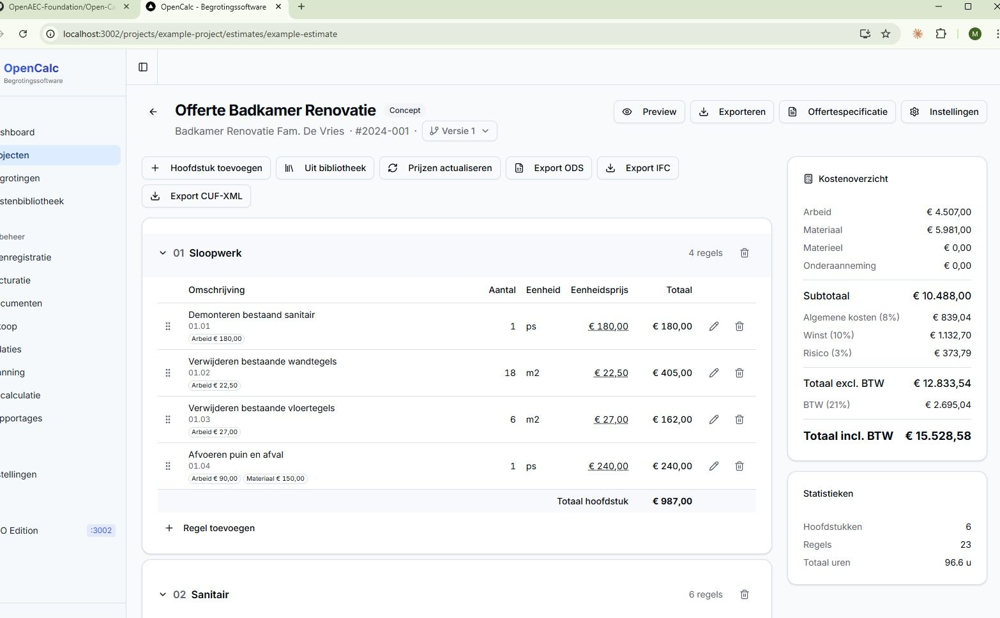 OpenAEC-Foundation/Open-Ca
OpenCalc - Begrotingssoftware
localhost:3002/projects/example-project/estimates/example-estimate
M
OpenCalc
Begrotingssoftware
shboard
ojecten
grotingen
stenbibliotheek
beheer
enregistratie
cturatie
cumenten
oop
laties
nning
calculatie
pportages
tellingen
O Edition :3002
Offerte Badkamer Renovatie Concept
Badkamer Renovatie Fam. De Vries · #2024-001 · Versie 1
Preview Exporteren Offertespecificatie Instellingen
Hoofdstuk toevoegen Uit bibliotheek Prijzen actualiseren Export ODS Export IFC
Export CUF-XML
01 Sloopwerk 4 regels
Omschrijving Aantal Eenheid Eenheidsprijs Totaal
Demonteren bestaand sanitair
01.01 1 ps € 180,00 € 180,00
Arbeid € 180,00
Verwijderen bestaande wandtegels
01.02 18 m2 € 22,50 € 405,00
Arbeid € 22,50
Verwijderen bestaande vloertegels
01.03 6 m2 € 27,00 € 162,00
Arbeid € 27,00
Afvoeren puin en afval
01.04 1 ps € 240,00 € 240,00
Arbeid € 90,00 Materiaal € 150,00
Totaal hoofdstuk € 987,00
Regel toevoegen
02 Sanitair 6 regels
Kostenoverzicht
Arbeid € 4.507,00
Materiaal € 5.981,00
Materieel € 0,00
Onderaanneming € 0,00
Subtotaal € 10.488,00
Algemene kosten (8%) € 839,04
Winst (10%) € 1.132,70
Risico (3%) € 373,79
Totaal excl. BTW € 12.833,54
BTW (21%) € 2.695,04
Totaal incl. BTW € 15.528,58
Statistieken
Hoofdstukken 6
Regels 23
Totaal uren 96.6 u